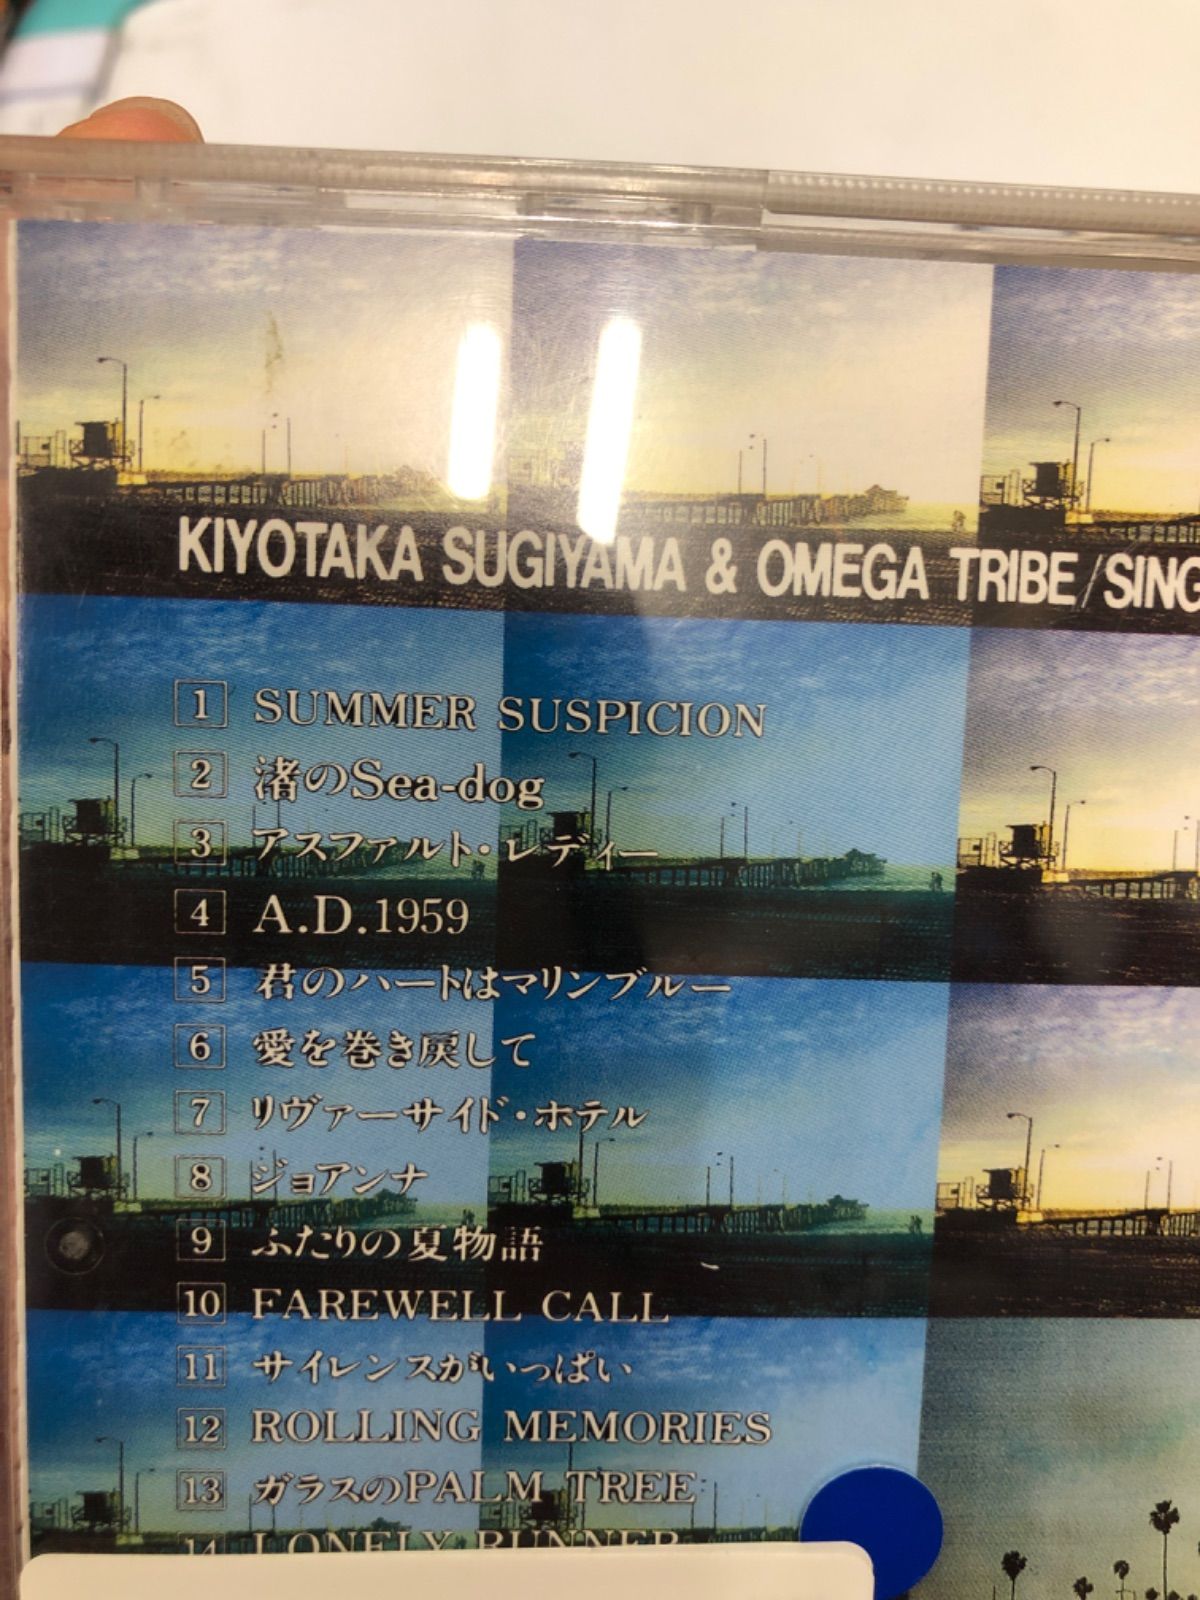 KIYOTAKA SUGIYAMA & OMEGA TRIBE/SING
1 SUMMER SUSPICION
2 渚のSea-dog
3 アスファルト・レディー
4 A.D.1959
5 君のハートはマリンブルー
6 愛を巻き戻して
7 リヴァーサイド・ホテル
8 ジョアンナ
9 ふたりの夏物語
10 FAREWELL CALL
11 サイレンスがいっぱい
12 ROLLING MEMORIES
13 ガラスのPALM TREE
14 LONELY RUNNER